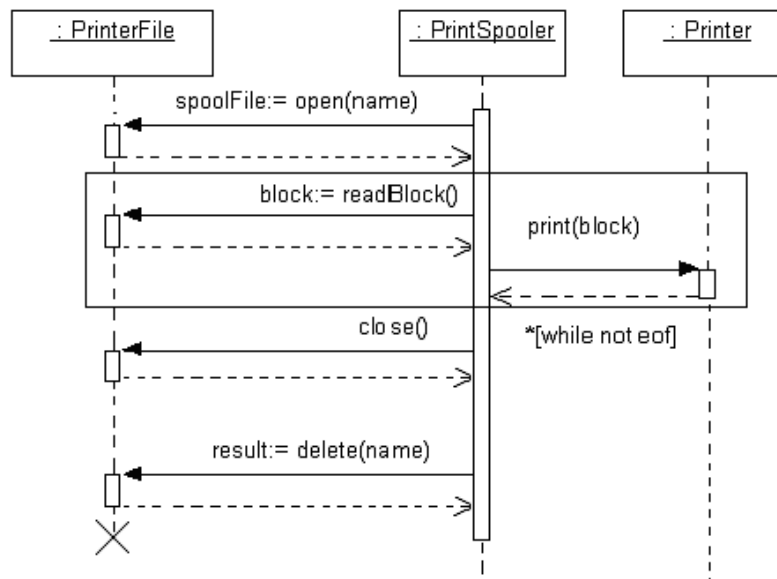 : PrinterFile
: PrintSpooler
: Printer
spoolFile:= open(name)
block:= readBlock()
print(block)
close()
*[while not eof]
result:= delete(name)